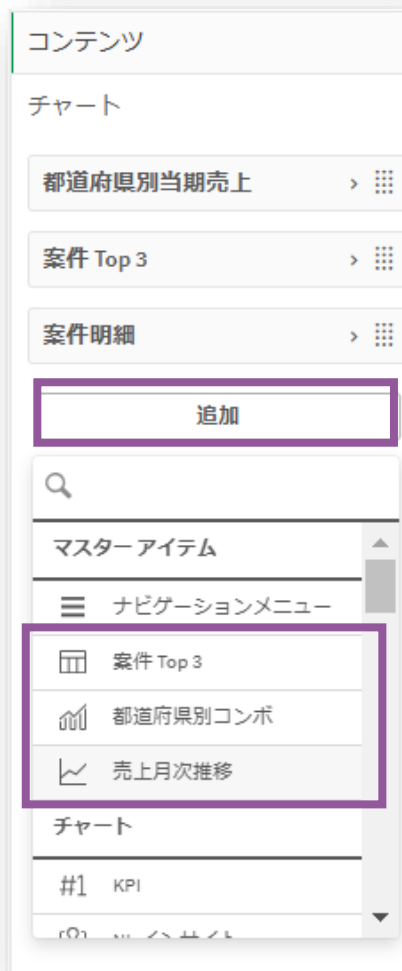 コンテンツ
チャート
都道府県別当期売上
案件 Top 3
案件明細
追加
マスター アイテム
ナビゲーションメニュー
案件 Top 3
都道府県別コンボ
売上月次推移
チャート
#1 KPI